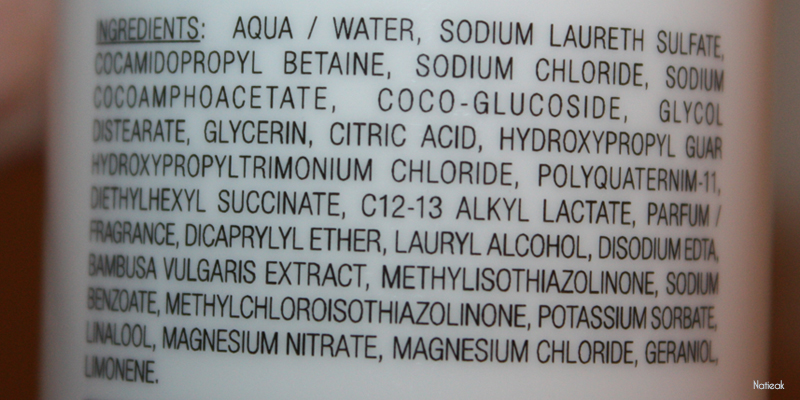 INGREDIENTS: AQUA / WATER, SODIUM LAURETH SULFATE,
COCAMIDOPROPYL BETAINE, SODIUM CHLORIDE, SODIUM
COCOAMPHOACETATE, COCO-GLUCOSIDE, GLYCOL
DISTEARATE, GLYCERIN, CITRIC ACID, HYDROXYPROPYL GUAR
HYDROXYPROPYLTRIMONIUM CHLORIDE, POLYQUATERNIM-11,
DIETHYLHEXYL SUCCINATE, C12-13 ALKYL LACTATE, PARFUM /
FRAGRANCE, DICAPRYLYL ETHER, LAURYL ALCOHOL, DISODIUM EDTA,
BAMBUSA VULGARIS EXTRACT, METHYLISOTHIAZOLINONE, SODIUM
BENZOATE, METHYLCHLOROISOTHIAZOLINONE, POTASSIUM SORBATE,
LINALOOL, MAGNESIUM NITRATE, MAGNESIUM CHLORIDE, GERANIOL,
LIMONENE.
Natieak